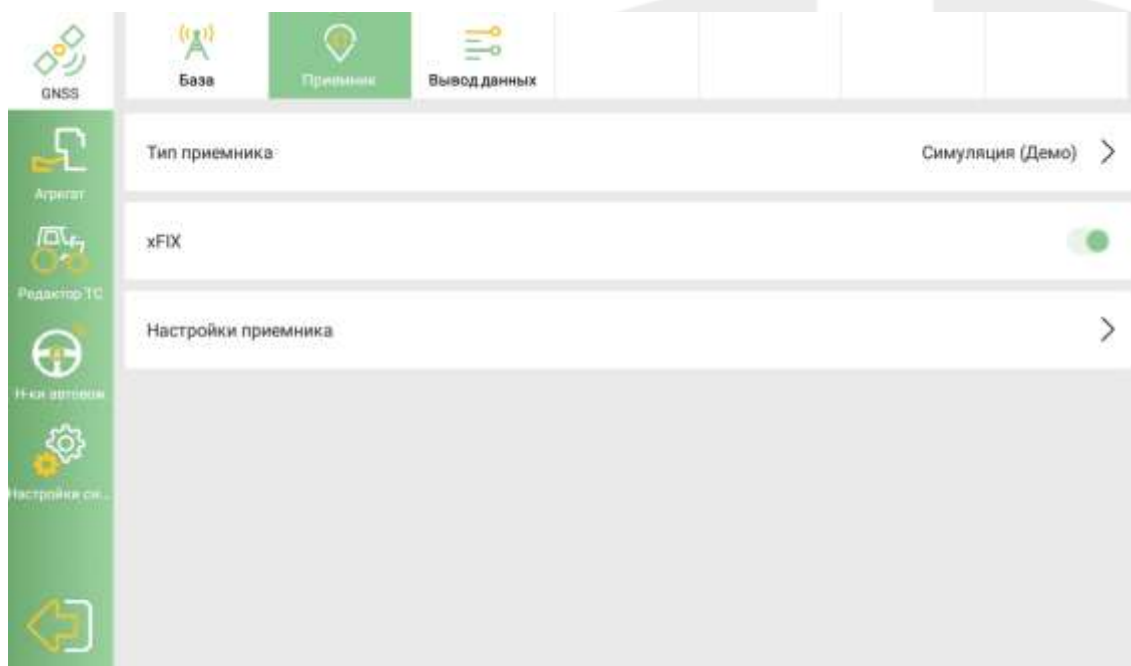 GNSS
База
Приемник
Вывод данных
Агрегат
Редактор ТС
Н-ки автовож
Настройки си...
Тип приемника
Симуляция (Демо)
xFIX
Настройки приемника